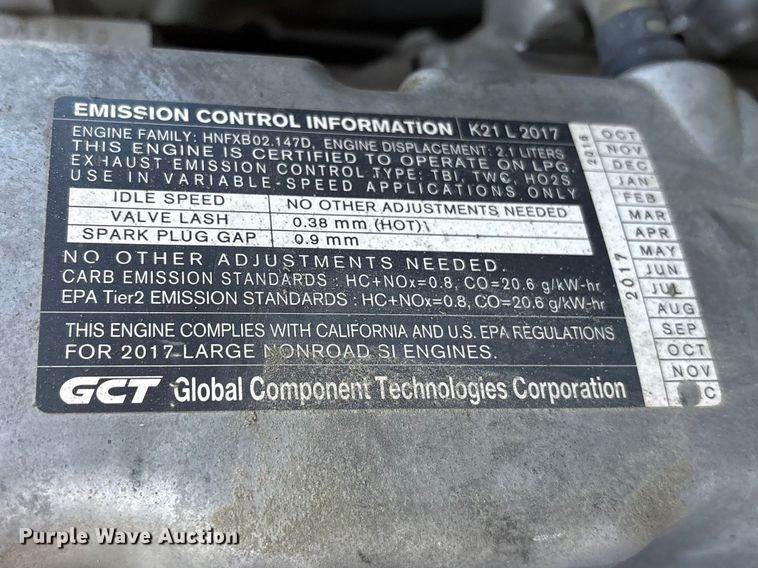 EMISSION CONTROL INFORMATION K21 L 2017
ENGINE FAMILY: HNFXB02.147D, ENGINE DISPLACEMENT: 2.1 LITERS
THIS ENGINE IS CERTIFIED TO OPERATE ON LPG.
EXHAUST EMISSION CONTROL TYPE: TBI, TWC, HO2S
USE IN VARIABLE-SPEED APPLICATIONS ONLY
IDLE SPEED NO OTHER ADJUSTMENTS NEEDED
VALVE LASH 0.38 mm (HOT)
SPARK PLUG GAP 0.9 mm
NO OTHER ADJUSTMENTS NEEDED.
CARB EMISSION STANDARDS : HC+NOx=0.8, CO=20.6 g/kW-hr
EPA Tier2 EMISSION STANDARDS : HC+NOx=0.8, CO=20.6 g/kW-hr
THIS ENGINE COMPLIES WITH CALIFORNIA AND U.S. EPA REGULATIONS
FOR 2017 LARGE NONROAD SI ENGINES.
GCT Global Component Technologies Corporation
2016
OCT
NOV
DEC
2017
JAN
FEB
MAR
APR
MAY
JUN
JUL
AUG
SEP
OCT
NOV
Purple Wave Auction